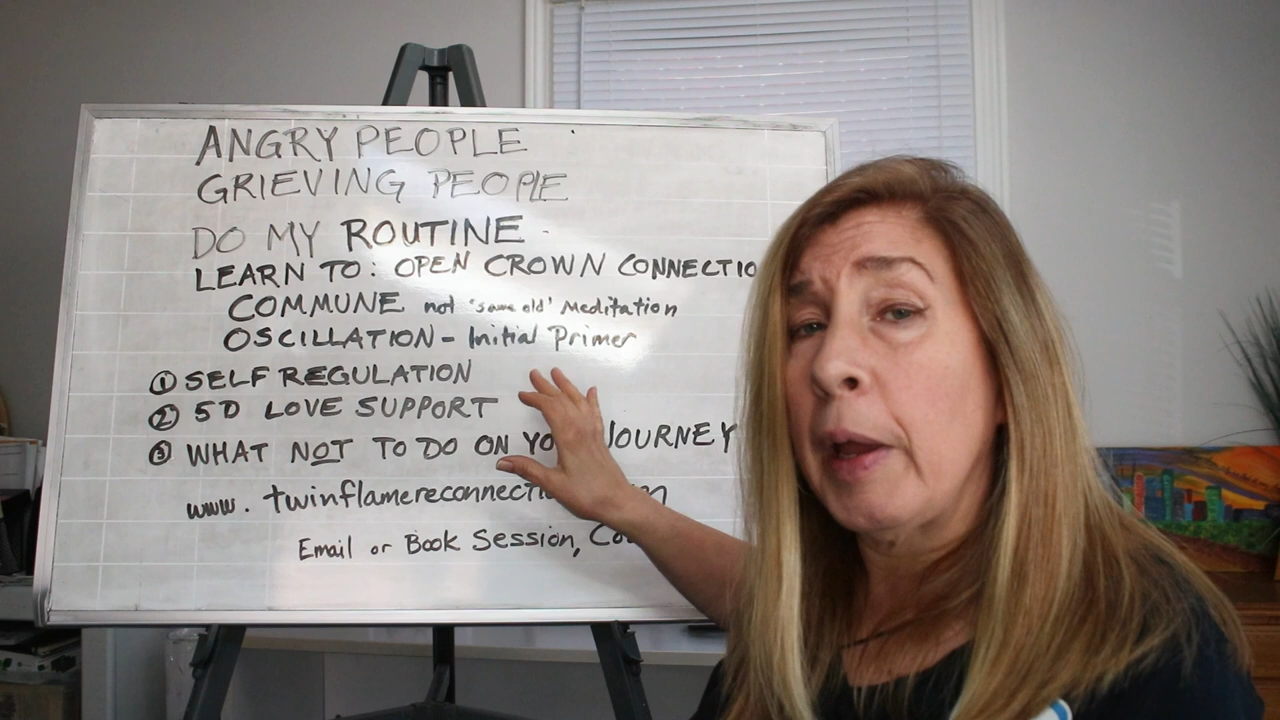 ANGRY PEOPLE
GRIEVING PEOPLE
DO MY ROUTINE
LEARN TO: OPEN CROWN CONNECTIO
COMMUNE not 'same old' Meditation
OSCILLATION - Initial Primer
① SELF REGULATION
② 5D LOVE SUPPORT
③ WHAT NOT TO DO ON YO JOURNEY
www. twinflamereconnecti
Email or Book Session, Co